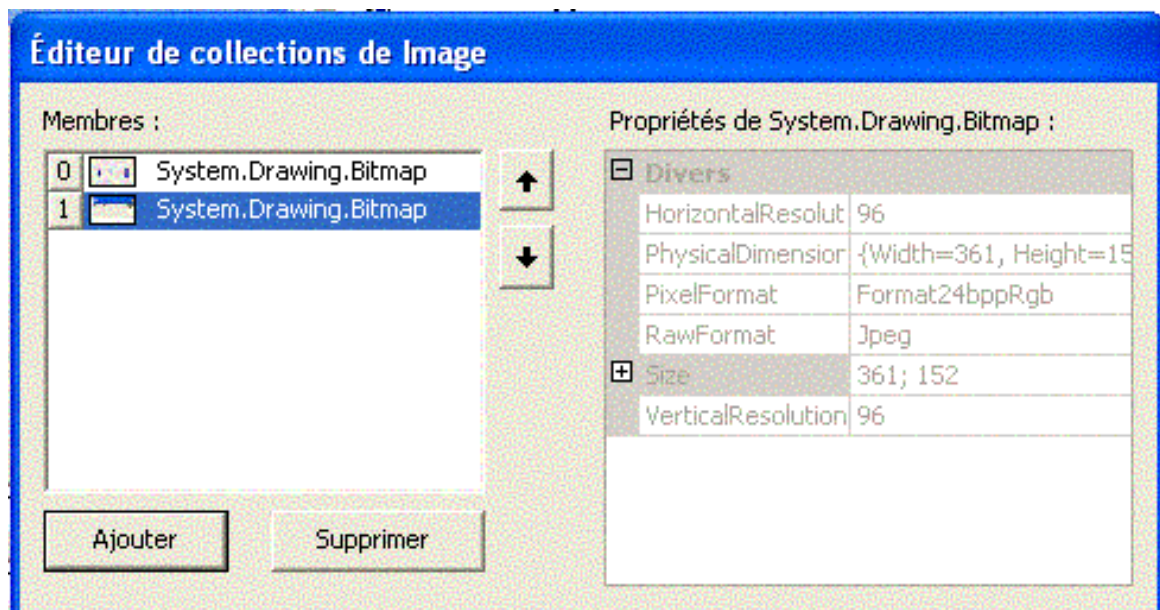 Éditeur de collections de Image
Membres :
0 System.Drawing.Bitmap
1 System.Drawing.Bitmap
Ajouter
Supprimer
Propriétés de System.Drawing.Bitmap :
Divers
HorizontalResolut 96
PhysicalDimension {Width=361, Height=15
PixelFormat Format24bppRgb
RawFormat Jpeg
Size 361; 152
VerticalResolution 96